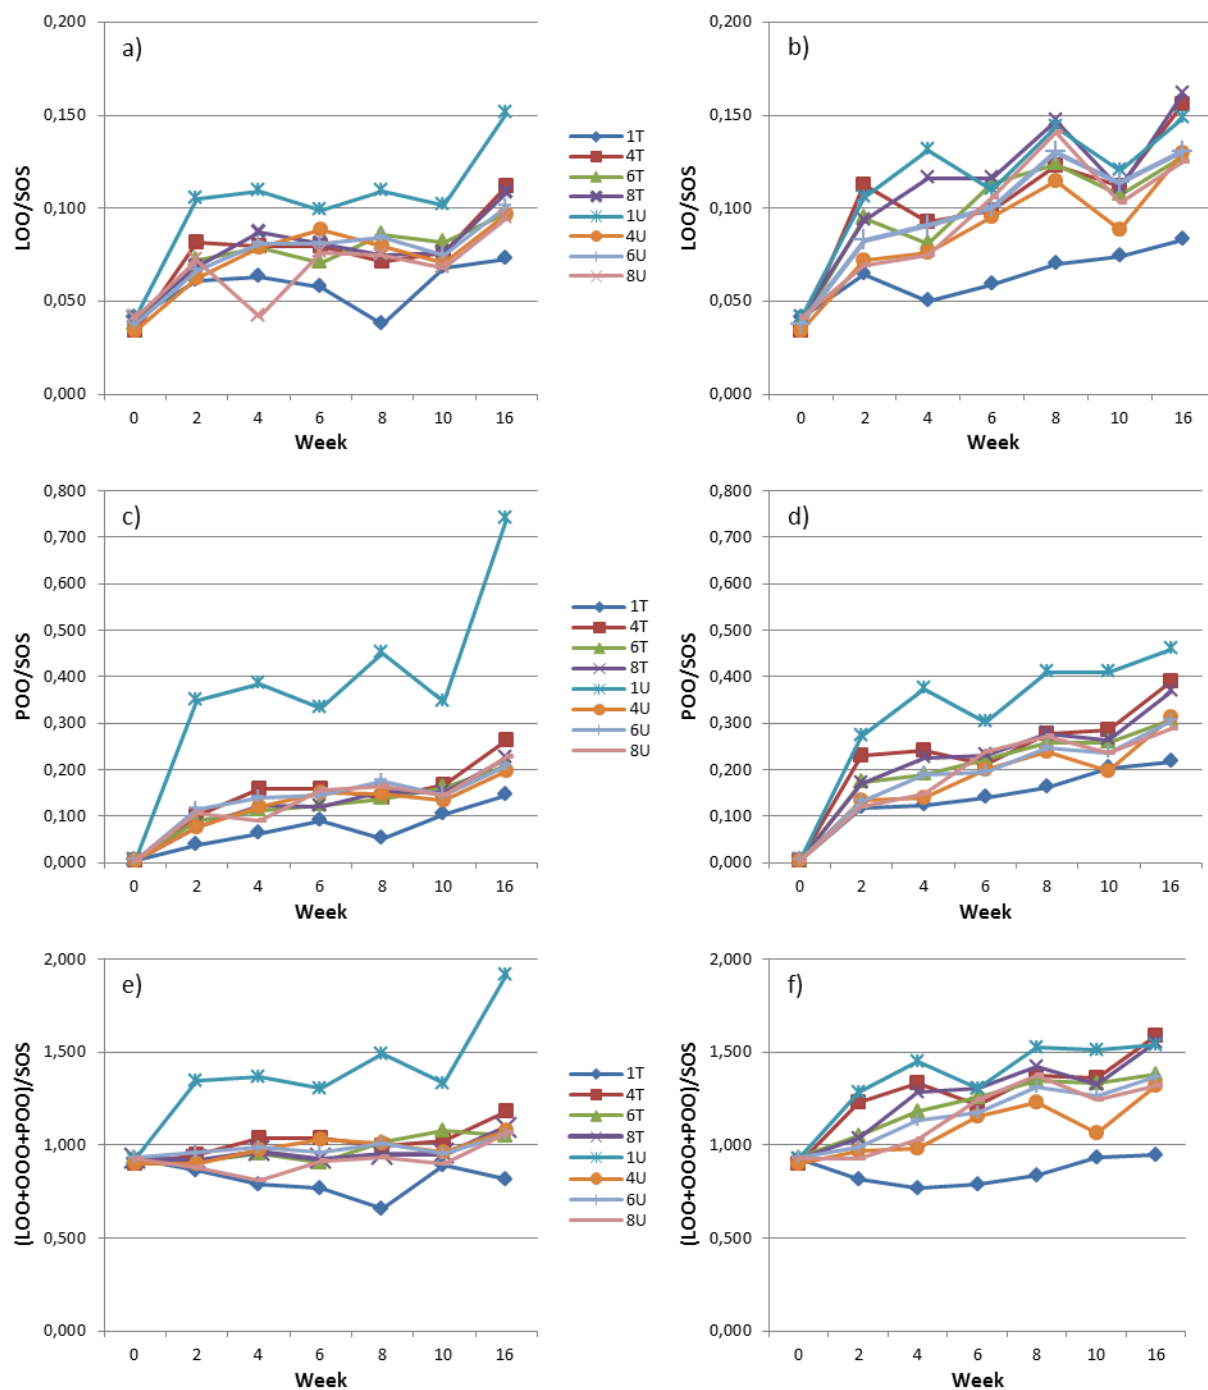 a)
LOO/SOS
0,200
0,150
0,100
0,050
0,000
0 2 4 6 8 10 16
Week
1T
4T
6T
8T
1U
4U
6U
8U
b)
LOO/SOS
0,200
0,150
0,100
0,050
0,000
0 2 4 6 8 10 16
Week
c)
POO/SOS
0,800
0,700
0,600
0,500
0,400
0,300
0,200
0,100
0,000
0 2 4 6 8 10 16
Week
1T
4T
6T
8T
1U
4U
6U
8U
d)
POO/SOS
0,800
0,700
0,600
0,500
0,400
0,300
0,200
0,100
0,000
0 2 4 6 8 10 16
Week
e)
(LOO+OOO+POO)/SOS
2,000
1,500
1,000
0,500
0,000
0 2 4 6 8 10 16
Week
1T
4T
6T
8T
1U
4U
6U
8U
f)
(LOO+OOO+POO)/SOS
2,000
1,500
1,000
0,500
0,000
0 2 4 6 8 10 16
Week